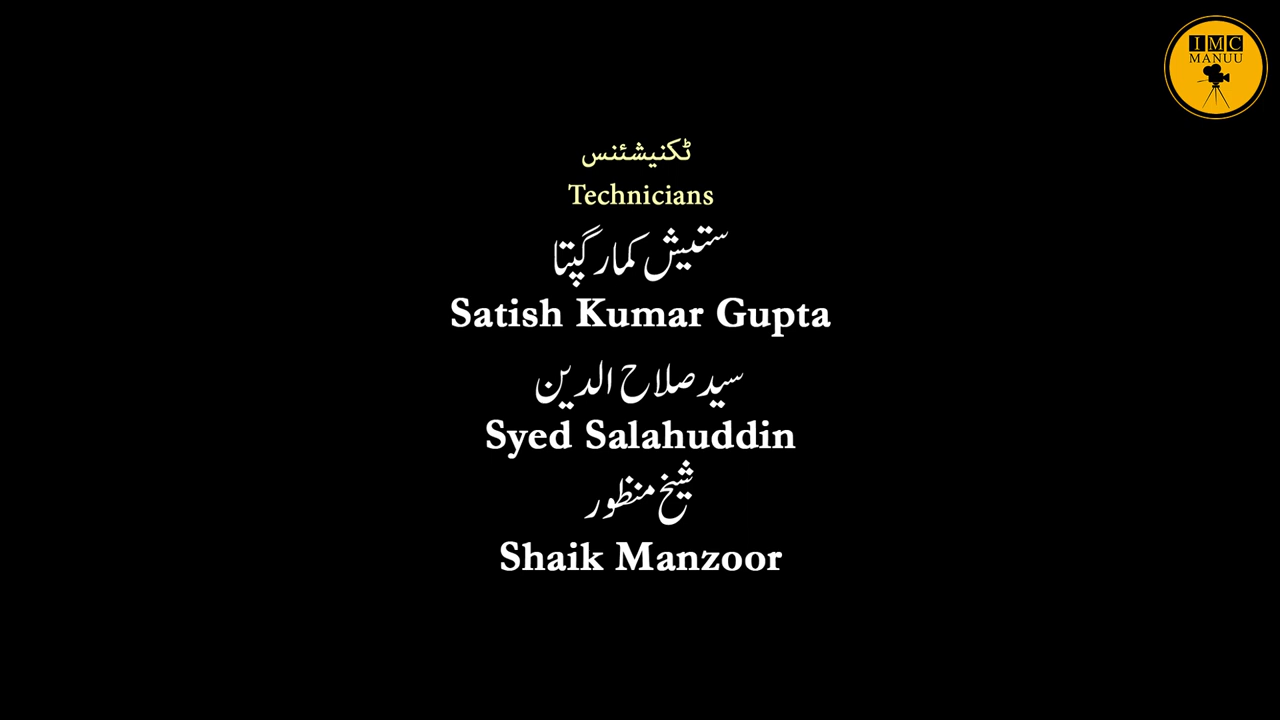 IMC
MANUU
ٹکنیشئنس
Technicians
ستیش کمار گپتا
Satish Kumar Gupta
سید صلاح الدین
Syed Salahuddin
شیخ منظور
Shaik Manzoor